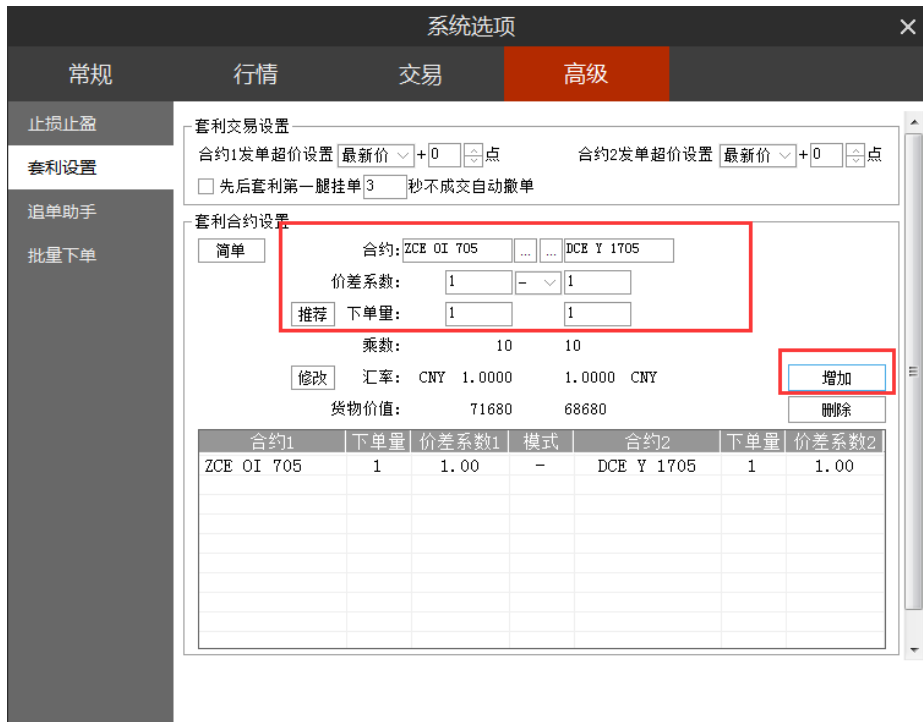 系统选项
常规 行情 交易 高级
止损止盈
套利设置
追单助手
批量下单
套利交易设置
合约1发单超价设置 最新价 +0 点 合约2发单超价设置 最新价 +0 点
先后套利第一腿挂单 3 秒不成交自动撤单
套利合约设置
简单 合约: ZCE OI 705 ... ... DCE Y 1705
价差系数: 1 - 1
推荐 下单量: 1 1
乘数: 10 10
修改 汇率: CNY 1.0000 1.0000 CNY 增加
货物价值: 71680 68680 删除
合约1 下单量 价差系数1 模式 合约2 下单量 价差系数2
ZCE OI 705 1 1.00 - DCE Y 1705 1 1.00